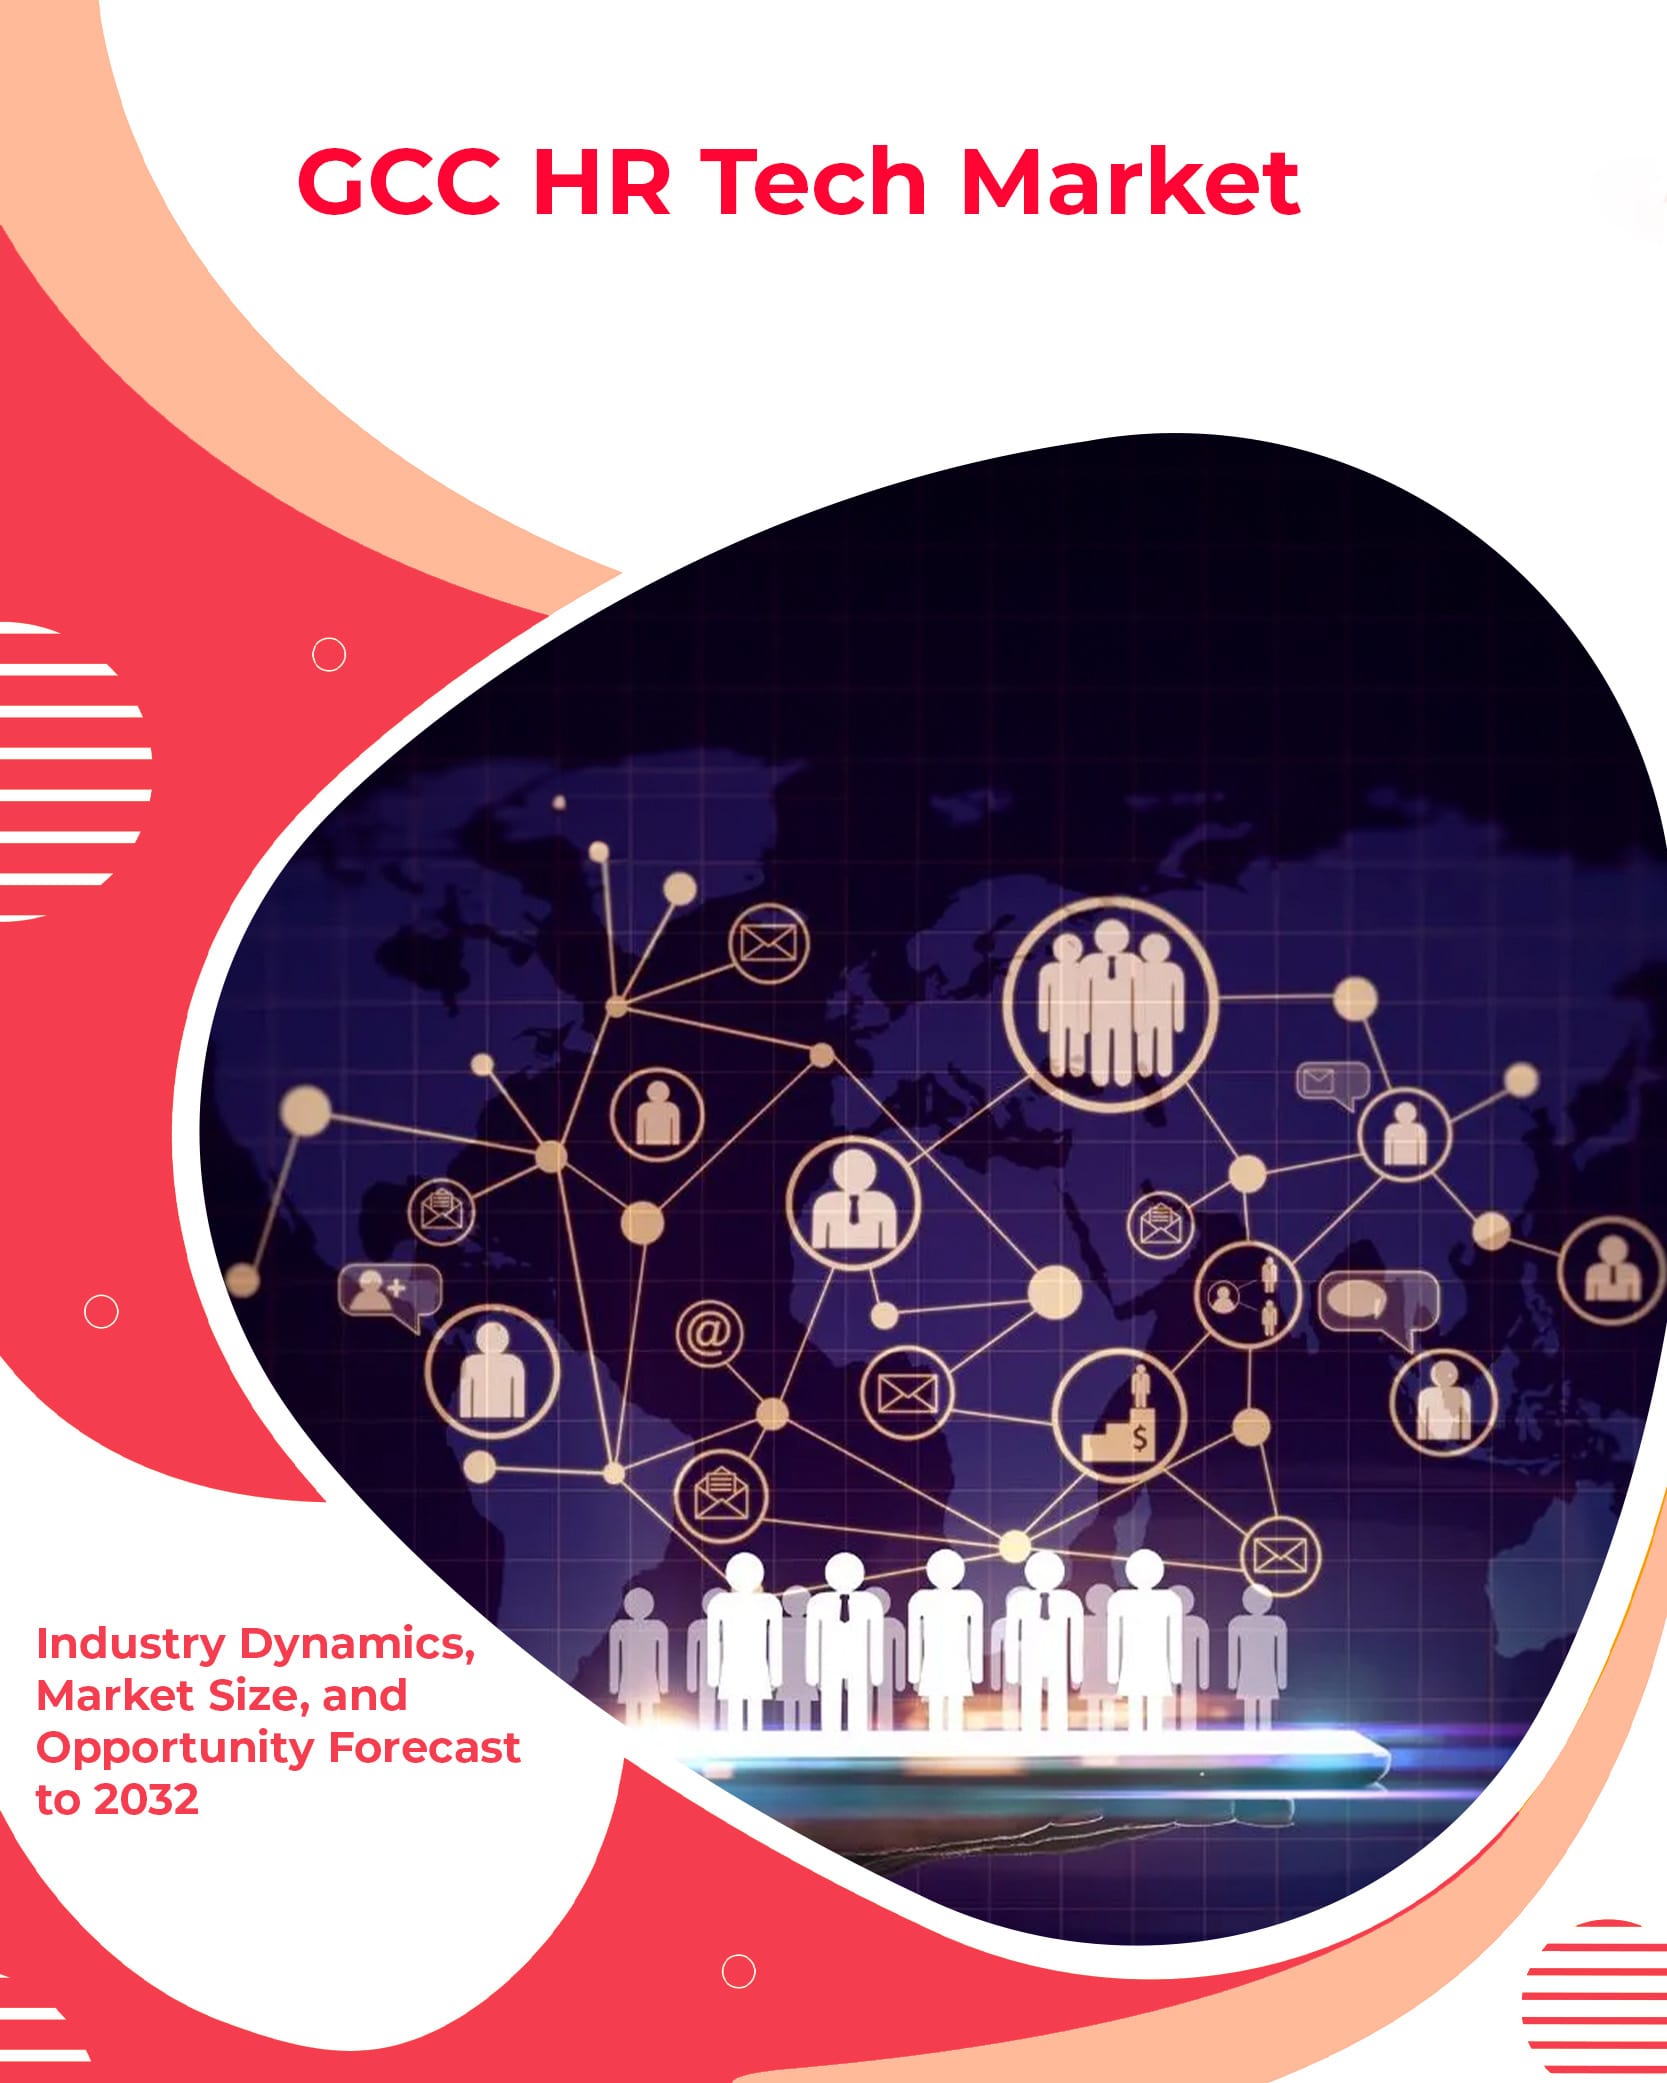 GCC HR Tech Market
@
$
Industry Dynamics,
Market Size, and
Opportunity Forecast
to 2032